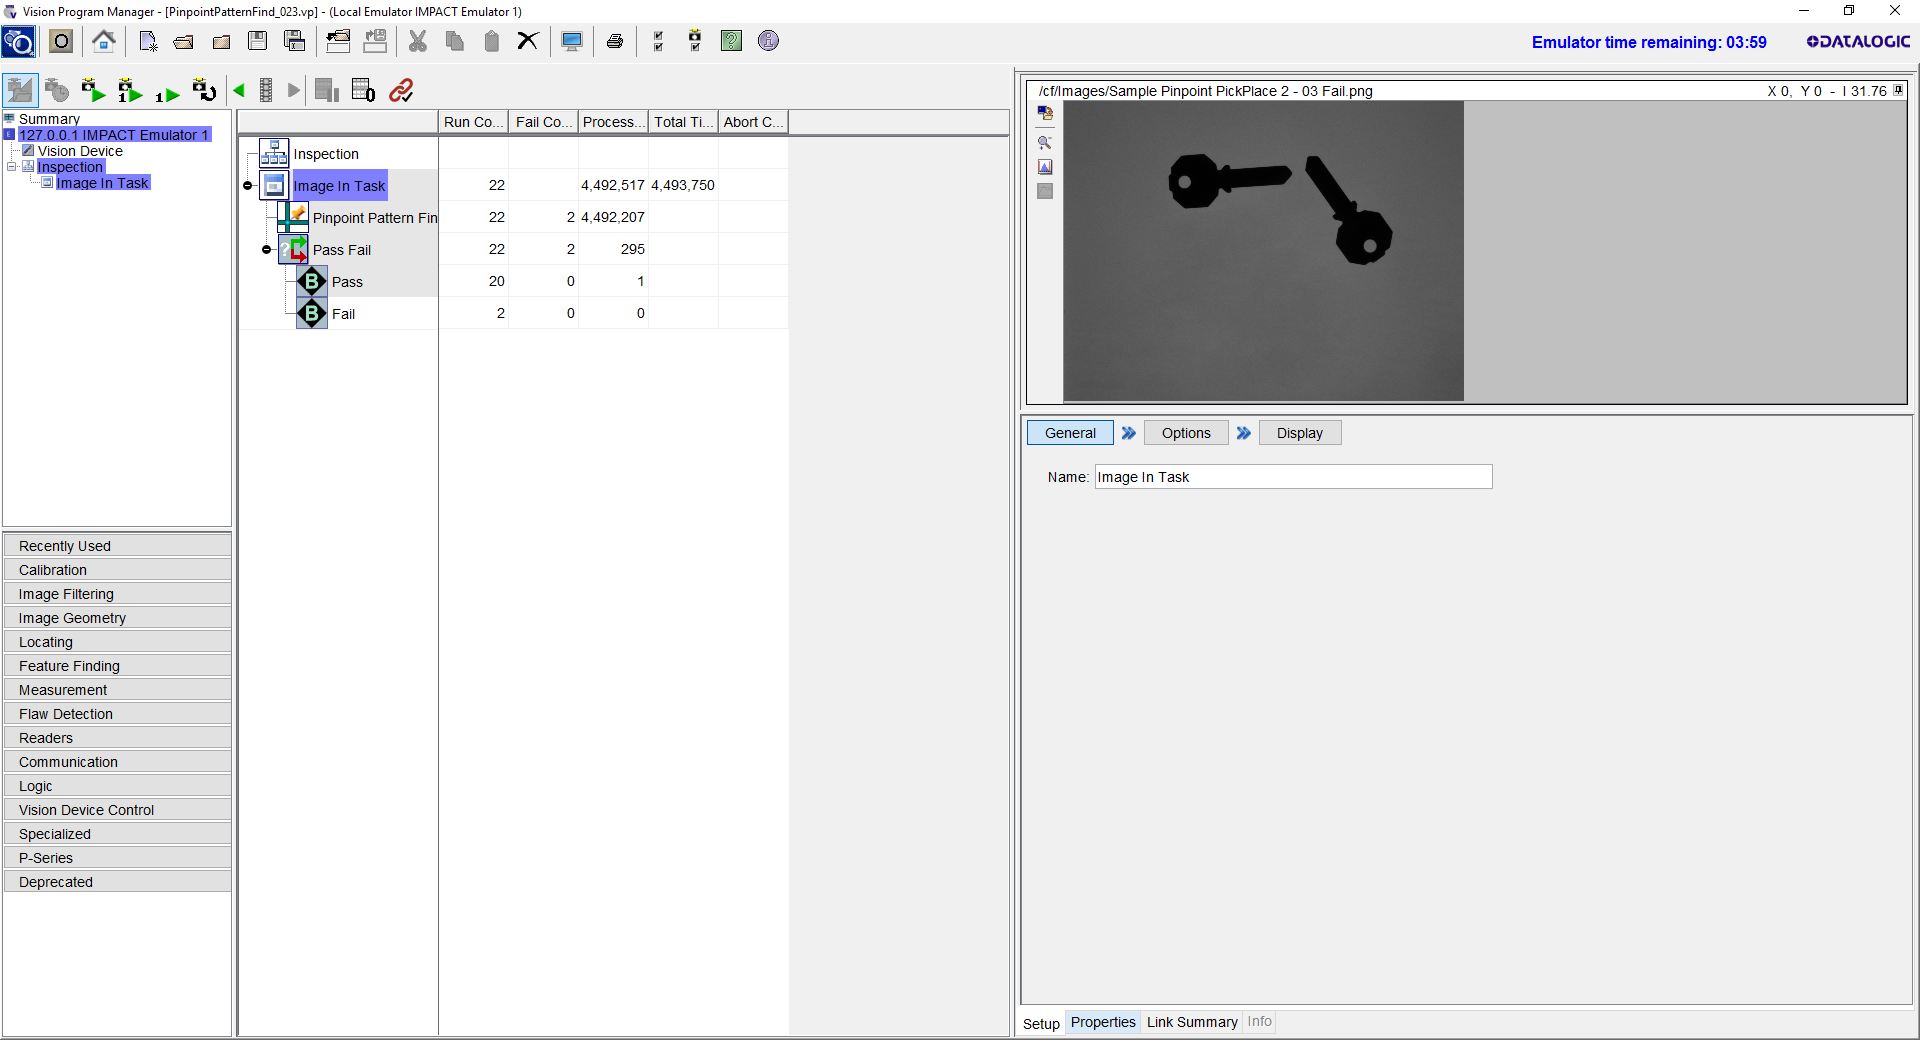 Vision Program Manager - [PinpointPatternFind_023.vp] - (Local Emulator IMPACT Emulator 1)
Emulator time remaining: 03:59
DATALOGIC
Summary
127.0.0.1 IMPACT Emulator 1
Vision Device
Inspection
Image In Task
Recently Used
Calibration
Image Filtering
Image Geometry
Locating
Feature Finding
Measurement
Flaw Detection
Readers
Communication
Logic
Vision Device Control
Specialized
P-Series
Deprecated
Run Co... Fail Co... Process... Total Ti... Abort C...
Inspection
Image In Task 22 4,492,517 4,493,750
Pinpoint Pattern Fin 22 2 4,492,207
Pass Fail 22 2 295
Pass 20 0 1
Fail 2 0 0
/cf/Images/Sample Pinpoint PickPlace 2 - 03 Fail.png X 0, Y 0 - I 31.76
General Options Display
Name: Image In Task
Setup Properties Link Summary Info